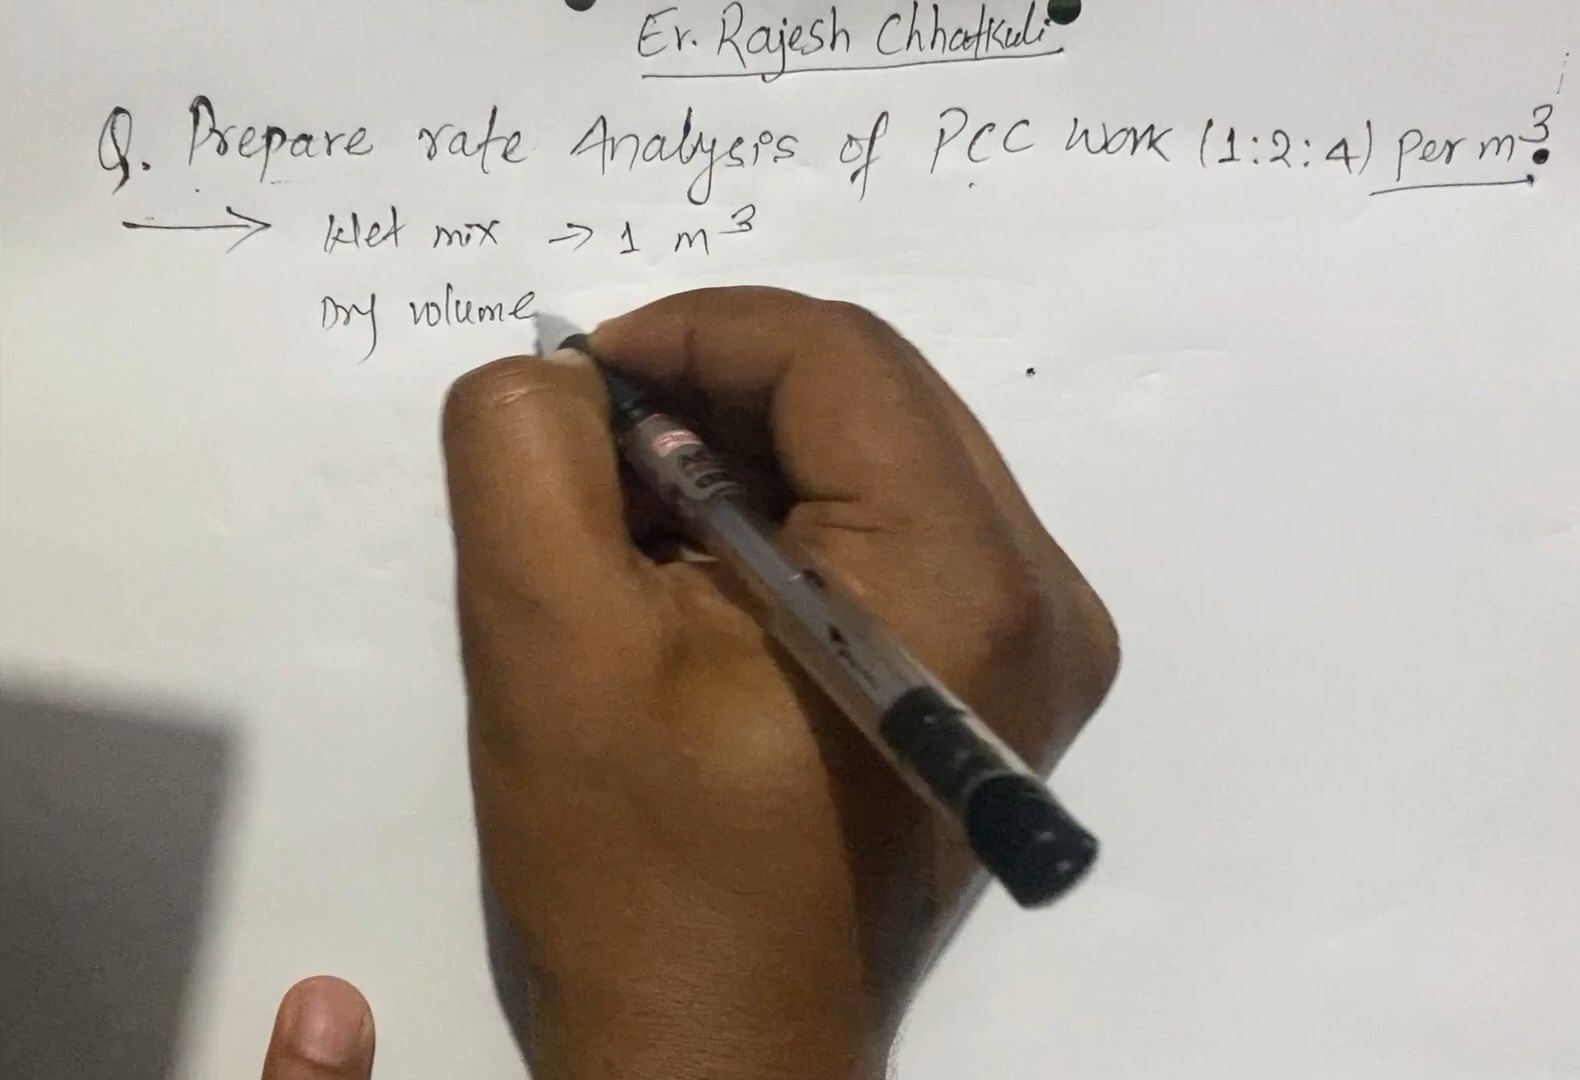 Er. Rajesh Chhatkuli
Q. Prepare rate Analysis of PCC work (1:2:4) per m³.
→ Wet mix → 1 m³
Dry volume